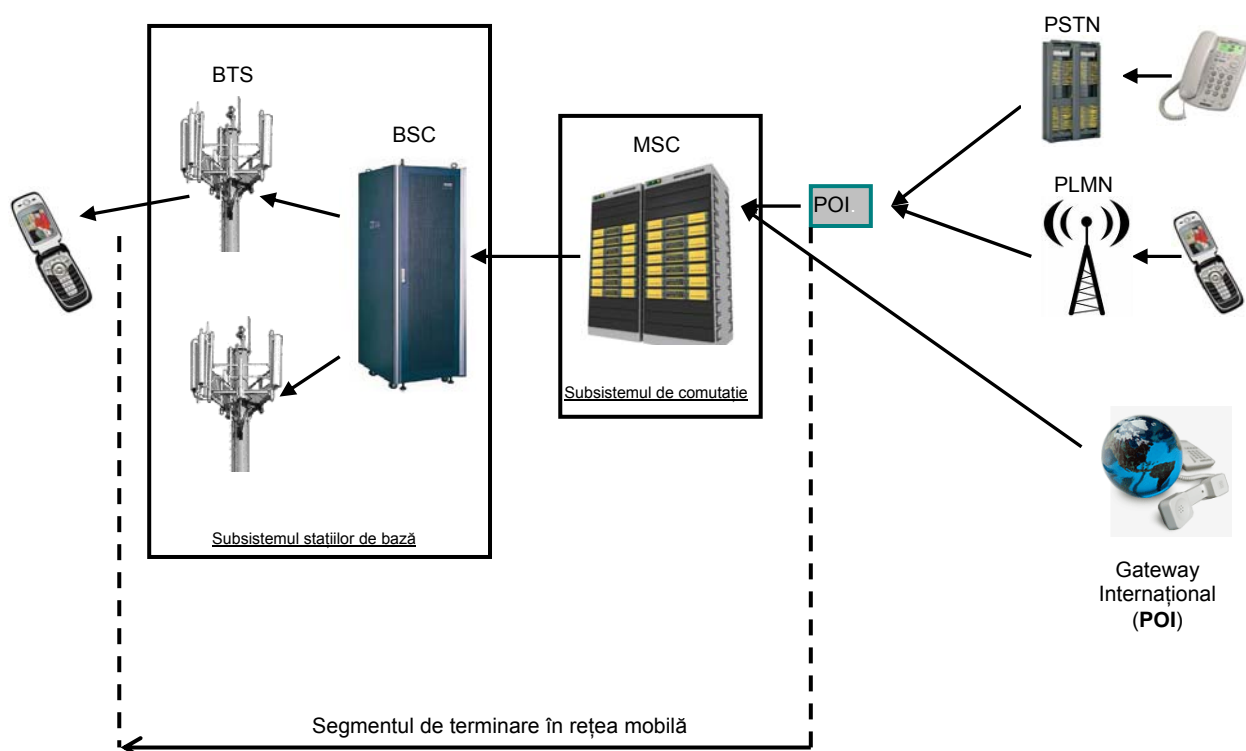 PSTN
BTS
BSC
MSC
PLMN
POI.
Subsistemul de comutație
Subsistemul stațiilor de bază
Gateway
Internațional
(POI)
Segmentul de terminare în rețea mobilă